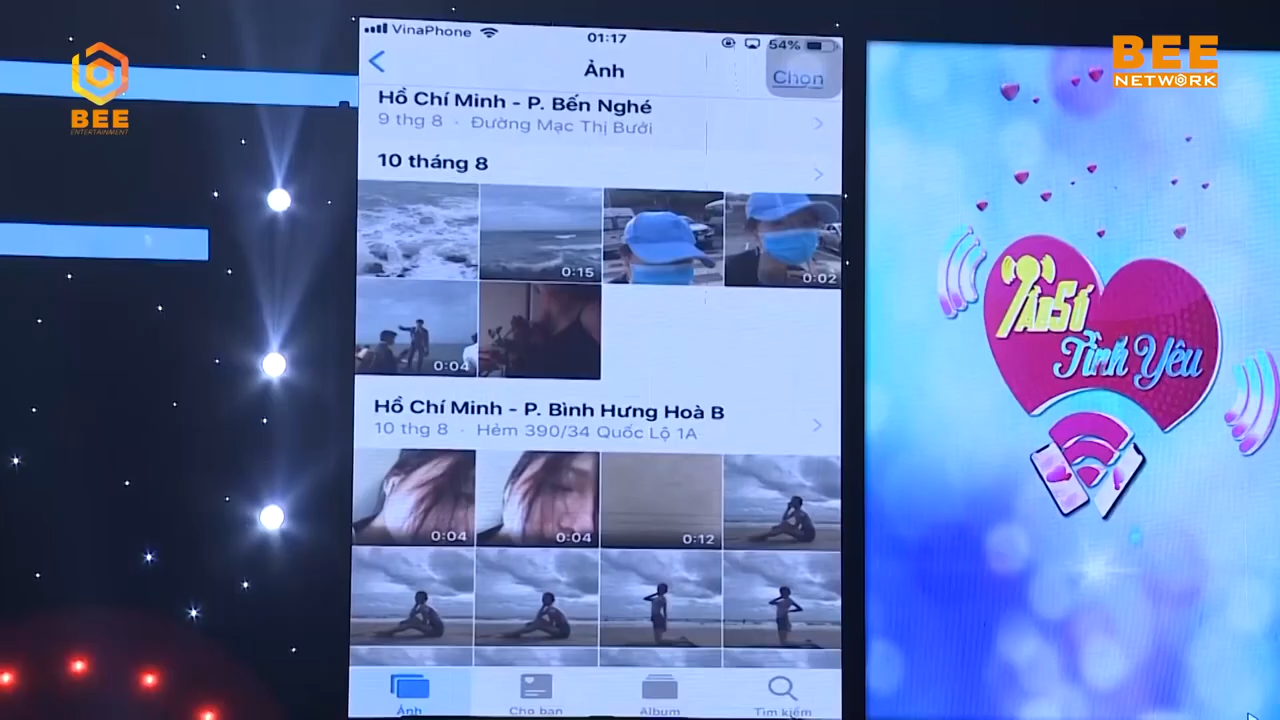 BEE
ENTERTAINMENT
VinaPhone
01:17
54%
Ảnh
Chọn
Hồ Chí Minh - P. Bến Nghé
9 thg 8 · Đường Mạc Thị Bưởi
10 tháng 8
0:15
0:02
0:04
Hồ Chí Minh - P. Bình Hưng Hoà B
10 thg 8 · Hẻm 390/34 Quốc Lộ 1A
0:04
0:04
0:12
Ảnh
Cho bạn
Album
Tìm kiếm
BEE
NETWORK
Tần Số
Tình Yêu